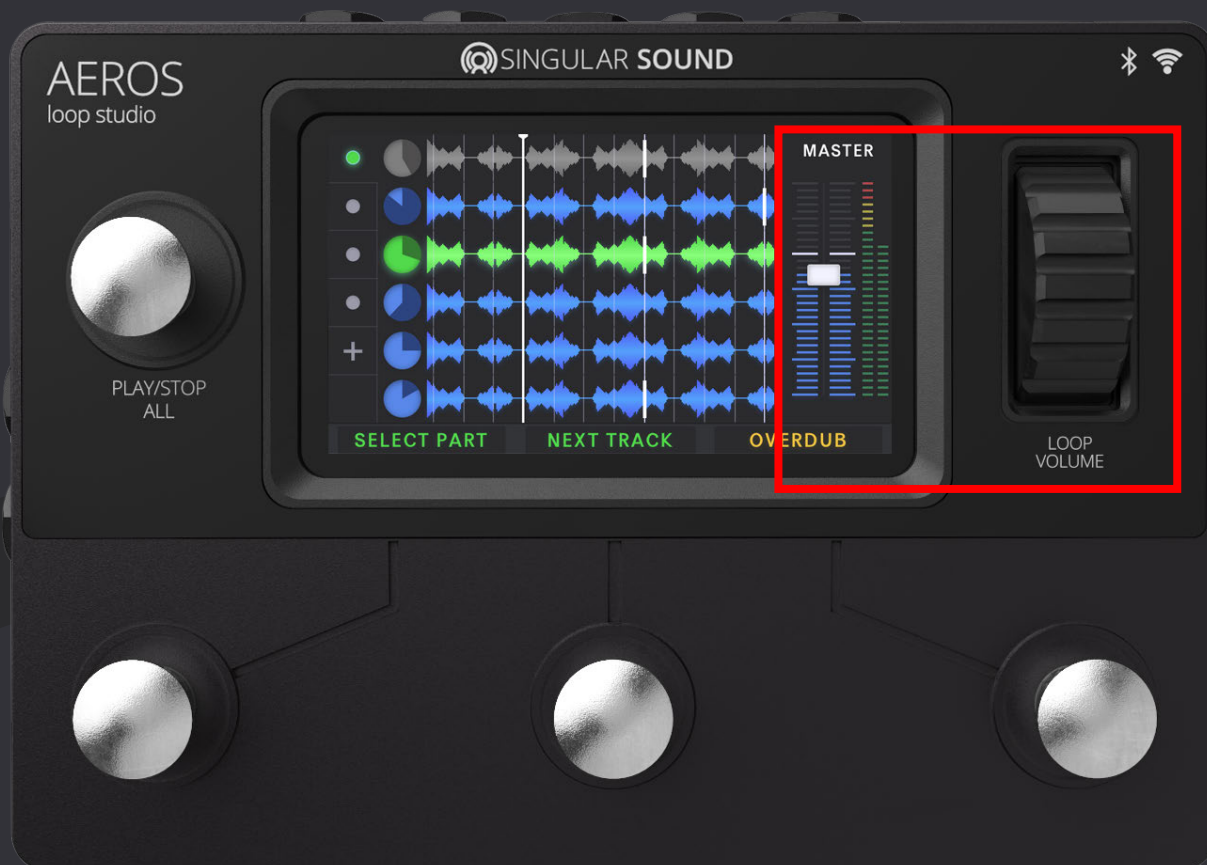 SINGULAR SOUND
AEROS
loop studio
MASTER
PLAY/STOP
ALL
SELECT PART
NEXT TRACK
OVERDUB
LOOP
VOLUME